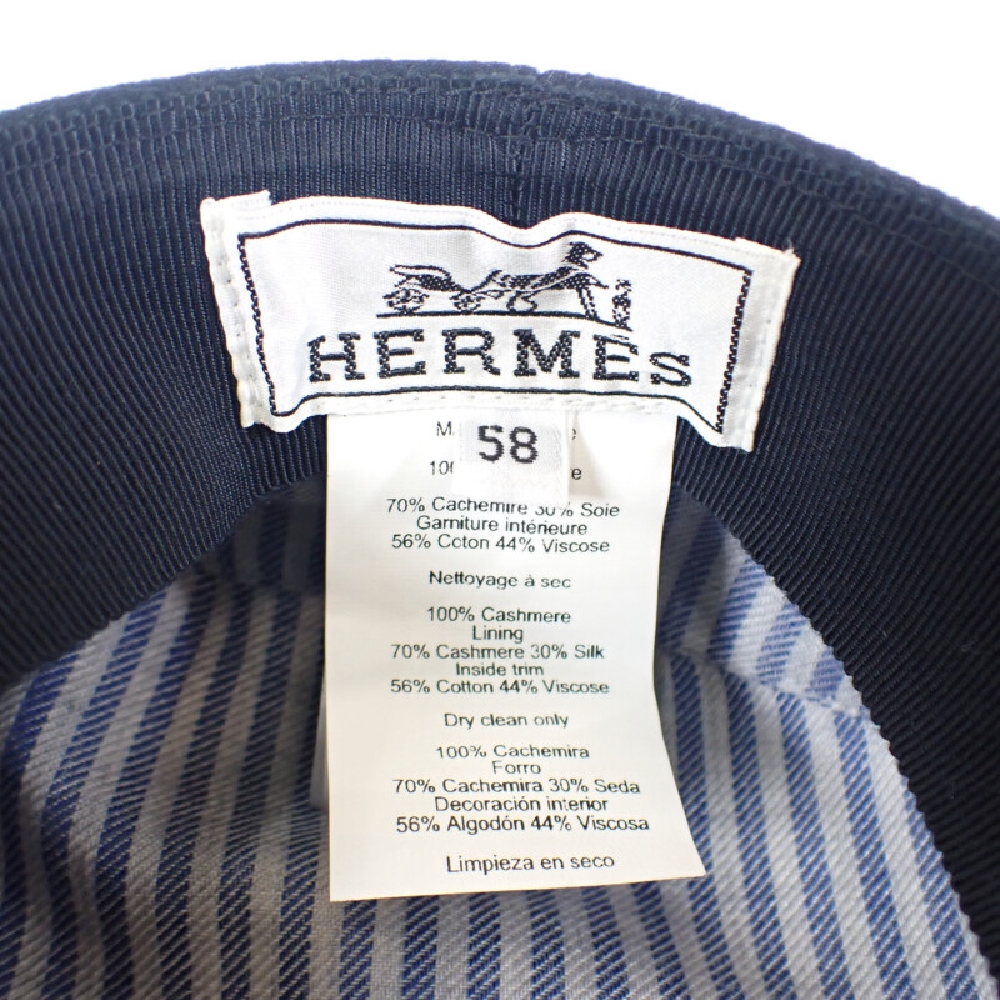 HERMES
58
70% Cachemire 30% Soie
Garniture intérieure
56% Coton 44% Viscose
Nettoyage à sec
100% Cashmere
Lining
70% Cashmere 30% Silk
Inside trim
56% Cotton 44% Viscose
Dry clean only
100% Cachemira
Forro
70% Cachemira 30% Seda
Decoración interior
56% Algodón 44% Viscosa
Limpieza en seco